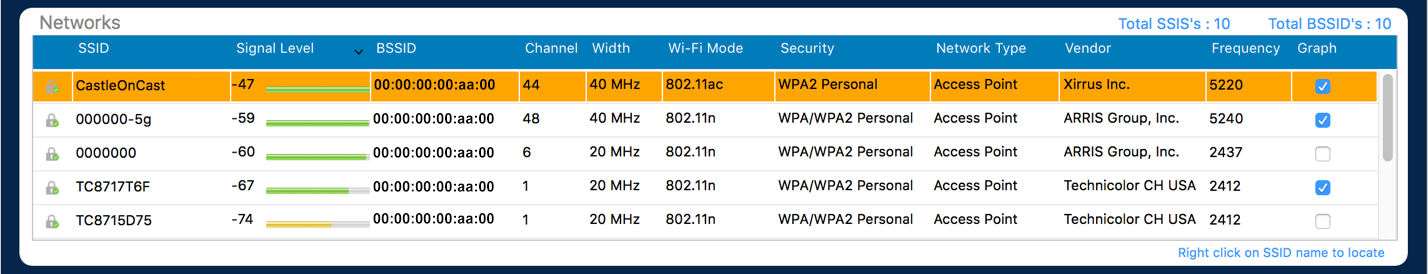 Networks
Total SSIS's : 10 Total BSSID's : 10
SSID Signal Level BSSID Channel Width Wi-Fi Mode Security Network Type Vendor Frequency Graph
CastleOnCast -47 00:00:00:00:aa:00 44 40 MHz 802.11ac WPA2 Personal Access Point Xirrus Inc. 5220
000000-5g -59 00:00:00:00:aa:00 48 40 MHz 802.11n WPA/WPA2 Personal Access Point ARRIS Group, Inc. 5240
0000000 -60 00:00:00:00:aa:00 6 20 MHz 802.11n WPA/WPA2 Personal Access Point ARRIS Group, Inc. 2437
TC8717T6F -67 00:00:00:00:aa:00 1 20 MHz 802.11n WPA/WPA2 Personal Access Point Technicolor CH USA 2412
TC8715D75 -74 00:00:00:00:aa:00 1 20 MHz 802.11n WPA/WPA2 Personal Access Point Technicolor CH USA 2412
Right click on SSID name to locate